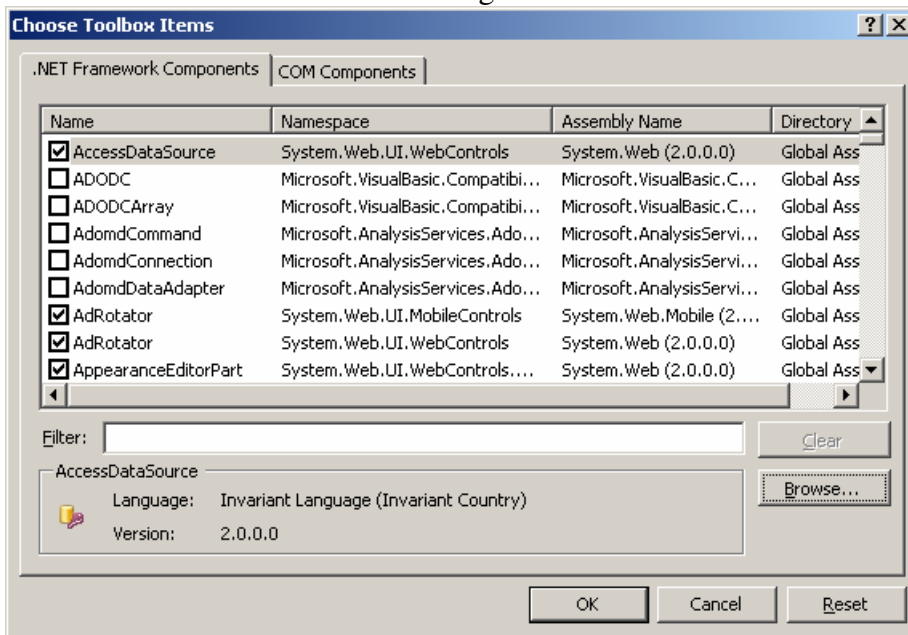 Choose Toolbox Items
.NET Framework Components COM Components
Name Namespace Assembly Name Directory
AccessDataSource System.Web.UI.WebControls System.Web (2.0.0.0) Global Ass
ADODC Microsoft.VisualBasic.Compatibi... Microsoft.VisualBasic.C... Global Ass
ADODCArray Microsoft.VisualBasic.Compatibi... Microsoft.VisualBasic.C... Global Ass
AdomdCommand Microsoft.AnalysisServices.Ado... Microsoft.AnalysisServi... Global Ass
AdomdConnection Microsoft.AnalysisServices.Ado... Microsoft.AnalysisServi... Global Ass
AdomdDataAdapter Microsoft.AnalysisServices.Ado... Microsoft.AnalysisServi... Global Ass
AdRotator System.Web.UI.MobileControls System.Web.Mobile (2.... Global Ass
AdRotator System.Web.UI.WebControls System.Web (2.0.0.0) Global Ass
AppearanceEditorPart System.Web.UI.WebControls.... System.Web (2.0.0.0) Global Ass
Filter: Clear
AccessDataSource
Browse...
Language: Invariant Language (Invariant Country)
Version: 2.0.0.0
OK Cancel Reset